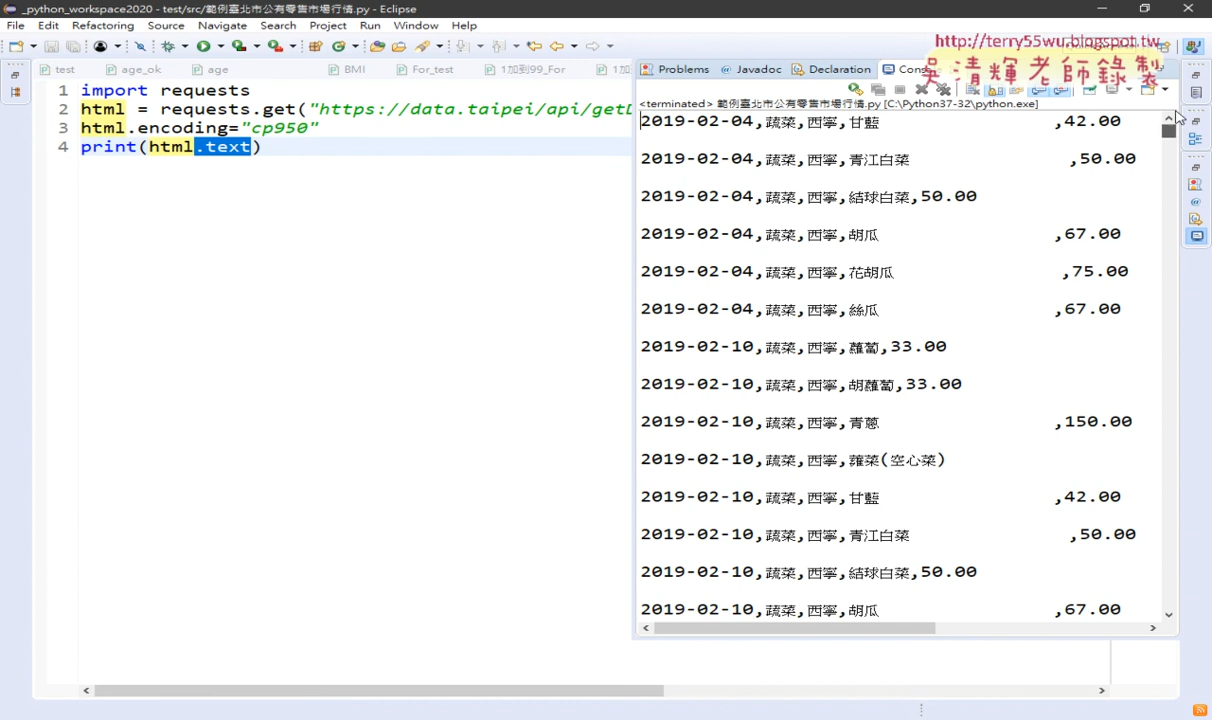 _python_workspace2020 - test/src/範例臺北市公有零售市場行情.py - Eclipse
File Edit Refactoring Source Navigate Search Project Run Window Help
http://terry55wu.blogspot.tw
吳清輝老師錄製
test age_ok age BMI For_test 1加到99_For 1加
Problems Javadoc Declaration Cons
<terminated> 範例臺北市公有零售市場行情.py [C:\Python37-32\python.exe]
1 import requests
2 html = requests.get("https://data.taipei/api/getD
3 html.encoding="cp950"
4 print(html.text)
2019-02-04,蔬菜,西寧,甘藍 ,42.00
2019-02-04,蔬菜,西寧,青江白菜 ,50.00
2019-02-04,蔬菜,西寧,結球白菜,50.00
2019-02-04,蔬菜,西寧,胡瓜 ,67.00
2019-02-04,蔬菜,西寧,花胡瓜 ,75.00
2019-02-04,蔬菜,西寧,絲瓜 ,67.00
2019-02-10,蔬菜,西寧,蘿蔔,33.00
2019-02-10,蔬菜,西寧,胡蘿蔔,33.00
2019-02-10,蔬菜,西寧,青蔥 ,150.00
2019-02-10,蔬菜,西寧,蕹菜(空心菜)
2019-02-10,蔬菜,西寧,甘藍 ,42.00
2019-02-10,蔬菜,西寧,青江白菜 ,50.00
2019-02-10,蔬菜,西寧,結球白菜,50.00
2019-02-10,蔬菜,西寧,胡瓜 ,67.00